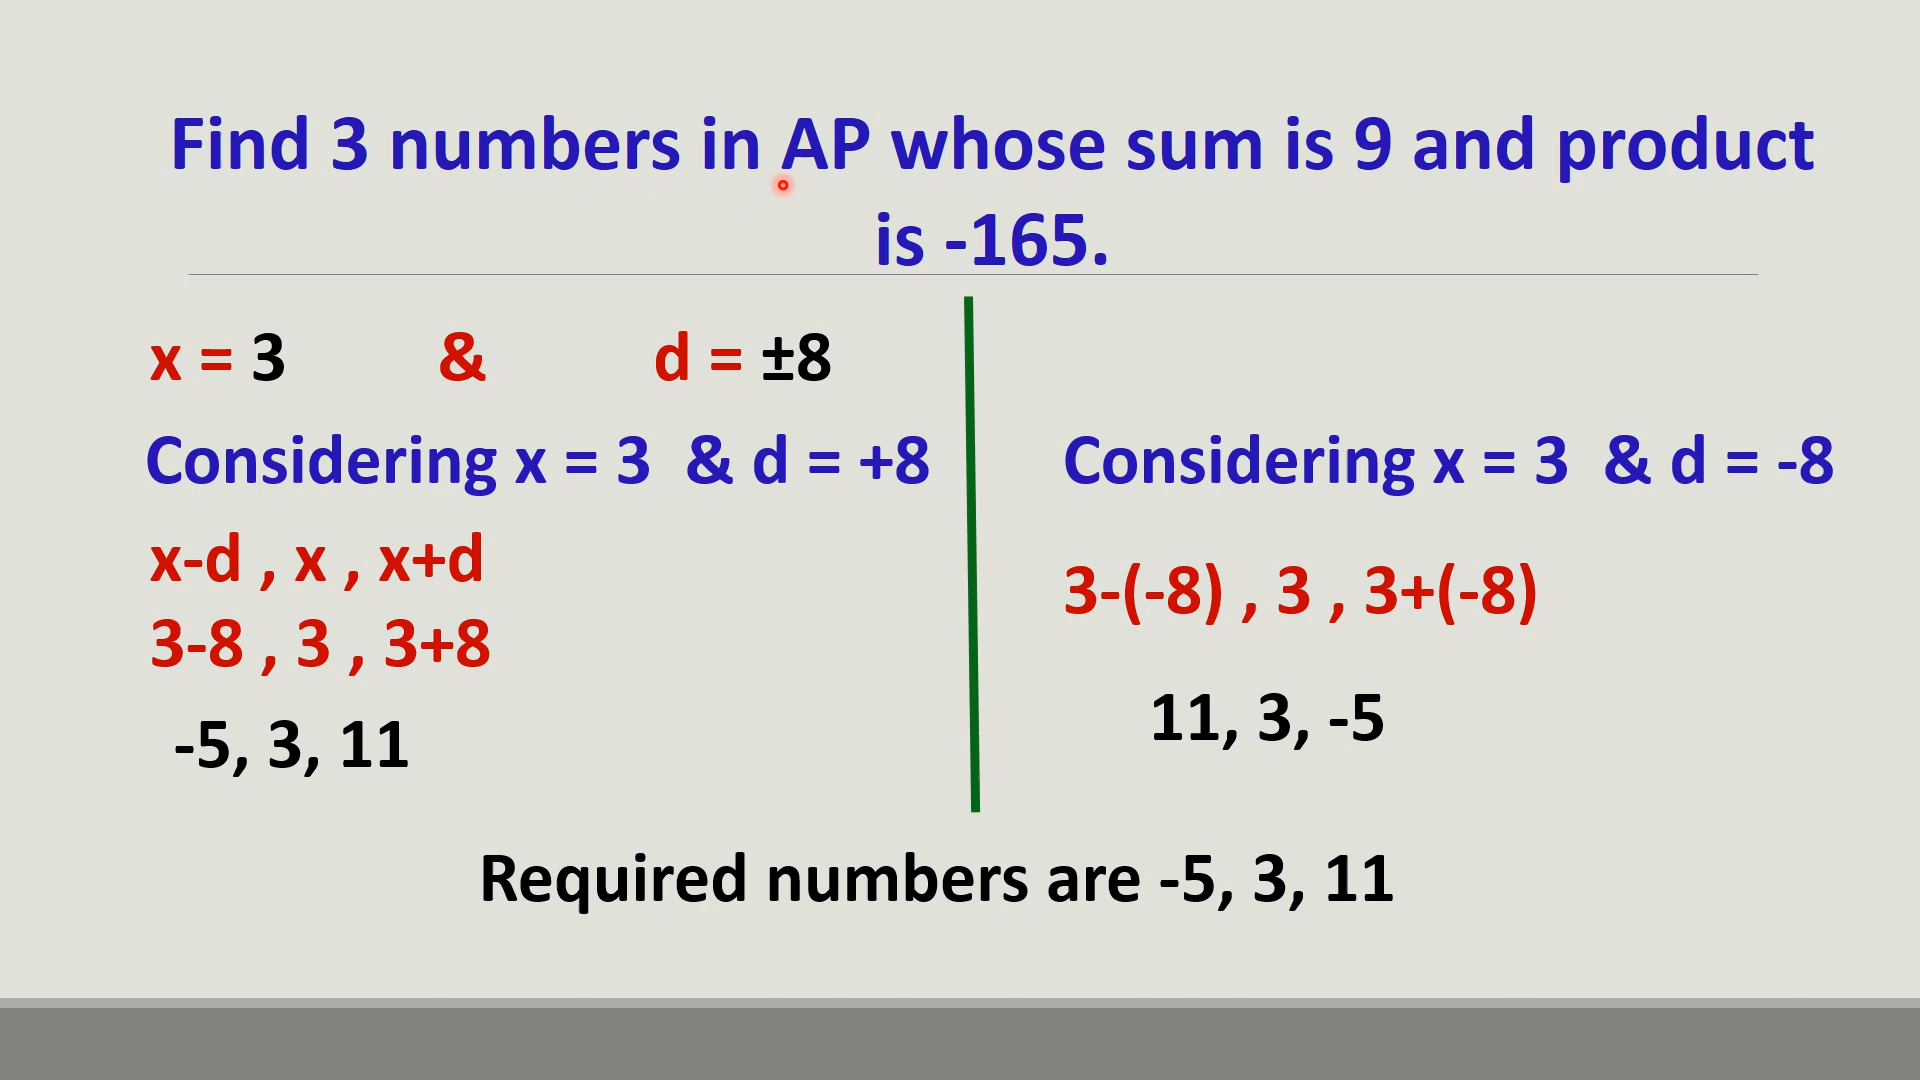 Find 3 numbers in AP whose sum is 9 and product
is -165.
x = 3 & d = ±8
Considering x = 3 & d = +8
x-d , x , x+d
3-8 , 3 , 3+8
-5, 3, 11
Considering x = 3 & d = -8
3-(-8) , 3 , 3+(-8)
11, 3, -5
Required numbers are -5, 3, 11